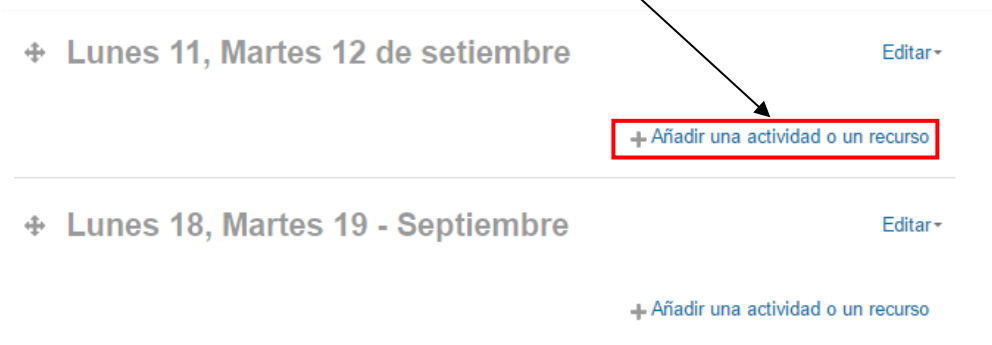 Lunes 11, Martes 12 de setiembre
Editar
Añadir una actividad o un recurso
Lunes 18, Martes 19 - Septiembre
Editar
Añadir una actividad o un recurso